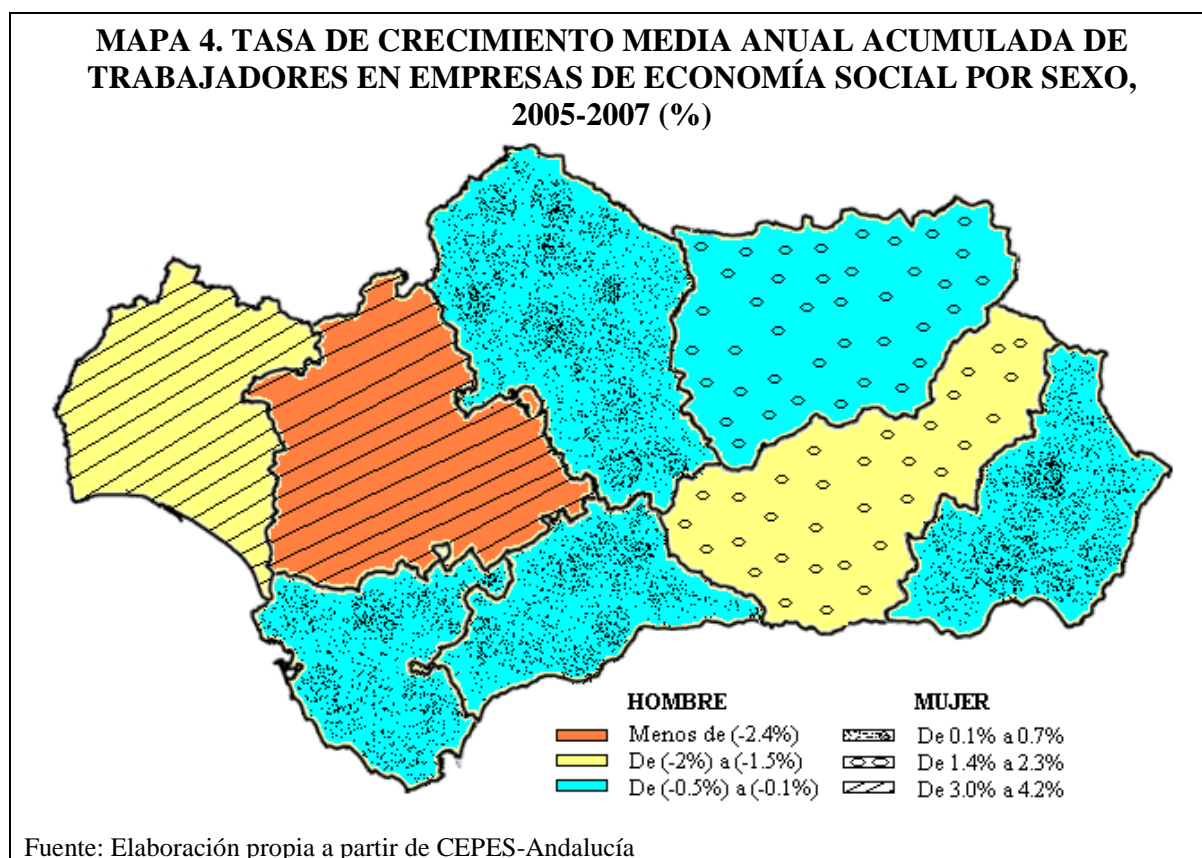 MAPA 4. TASA DE CRECIMIENTO MEDIA ANUAL ACUMULADA DE
TRABAJADORES EN EMPRESAS DE ECONOMÍA SOCIAL POR SEXO,
2005-2007 (%)
HOMBRE
Menos de (-2.4%)
De (-2%) a (-1.5%)
De (-0.5%) a (-0.1%)
MUJER
De 0.1% a 0.7%
De 1.4% a 2.3%
De 3.0% a 4.2%
Fuente: Elaboración propia a partir de CEPES-Andalucía